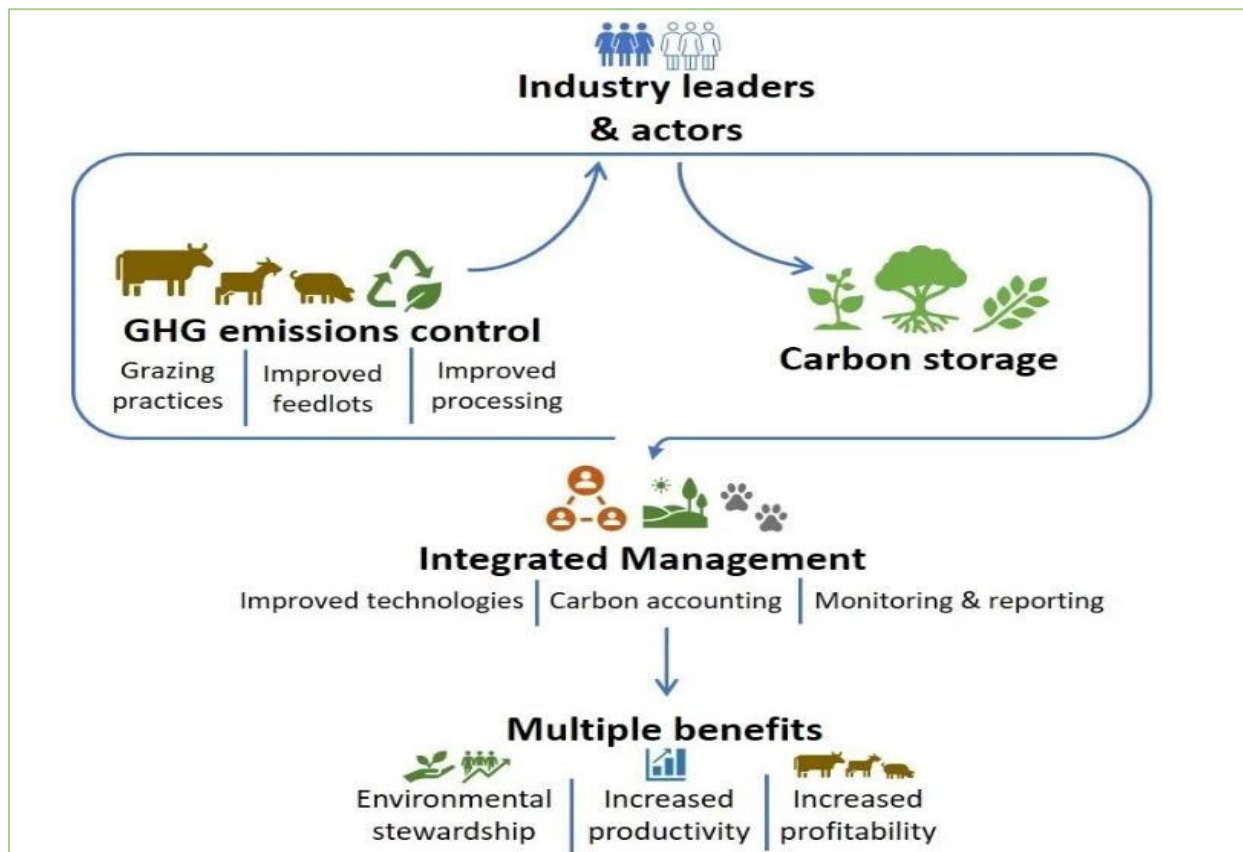 Industry leaders
& actors
GHG emissions control
Grazing
practices
Improved
feedlots
Improved
processing
Carbon storage
Integrated Management
Improved technologies
Carbon accounting
Monitoring & reporting
Multiple benefits
Environmental
stewardship
Increased
productivity
Increased
profitability